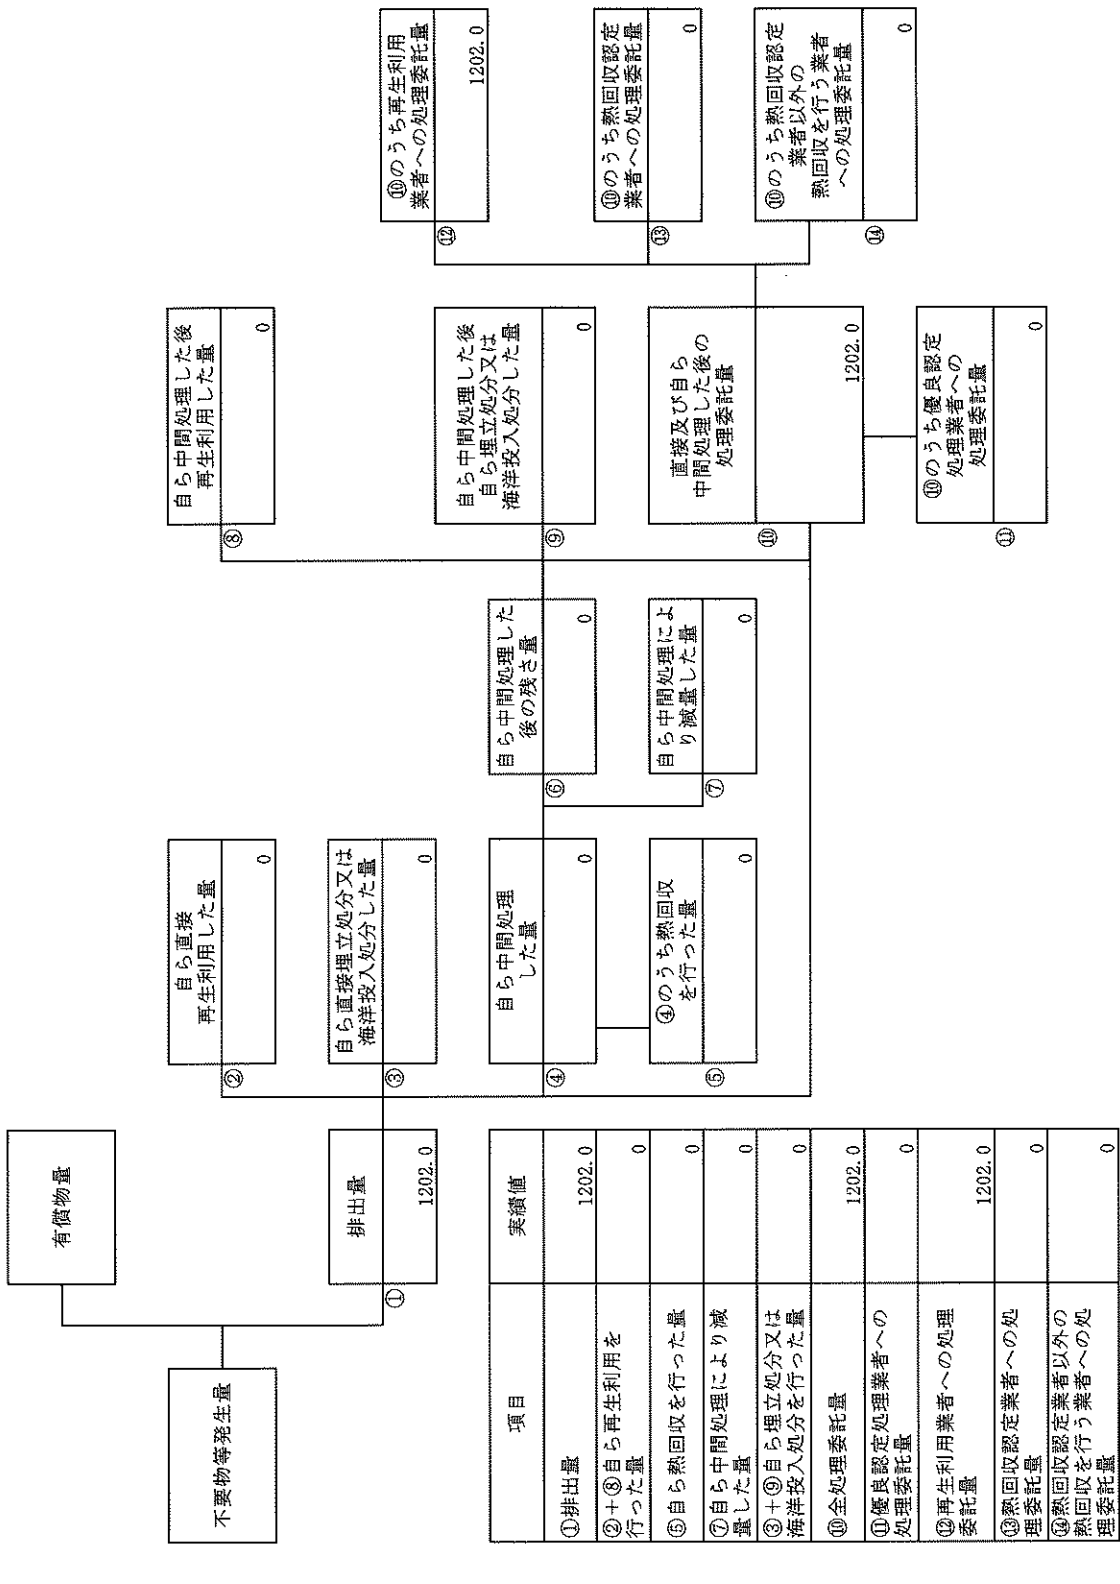 不要物等発生量
有償物量
①
排出量
1202.0
②
自ら直接
再生利用した量
0
③
自ら直接埋立処分又は
海洋投入処分した量
0
④
自ら中間処理
した量
0
⑤
④のうち熱回収
を行った量
0
⑥
自ら中間処理した
後の残さ量
0
⑦
自ら中間処理によ
り減量した量
0
⑧
自ら中間処理した後
再生利用した量
0
⑨
自ら中間処理した後
自ら埋立処分又は
海洋投入処分した量
0
⑩
直接及び自ら
中間処理した後の
処理委託量
1202.0
⑪
⑩のうち優良認定
処理業者への
処理委託量
0
⑫
⑩のうち再生利用
業者への処理委託量
1202.0
⑬
⑩のうち熱回収認定
業者への処理委託量
0
⑭
⑩のうち熱回収認定
業者以外の
熱回収を行う業者
への処理委託量
0
項目 実績値
①排出量 1202.0
②+⑧自ら再生利用を
行った量 0
⑤自ら熱回収を行った量 0
⑦自ら中間処理により減
量した量 0
③+⑨自ら埋立処分又は
海洋投入処分を行った量 0
⑩全処理委託量 1202.0
⑪優良認定処理業者への
処理委託量 0
⑫再生利用業者への処理
委託量 1202.0
⑬熱回収認定業者への処
理委託量 0
⑭熱回収認定業者以外の
熱回収を行う業者への処
理委託量 0